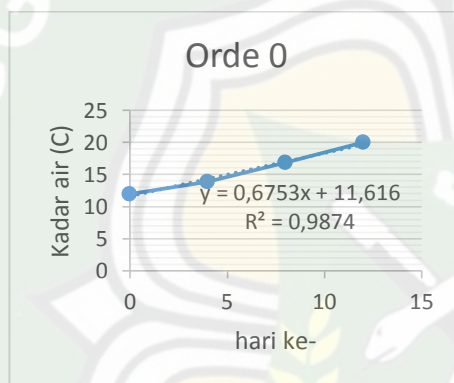 Orde 0
Kadar air (C)
25
20
15
10
5
0
y = 0,6753x + 11,616
R² = 0,9874
0 5 10 15
hari ke-